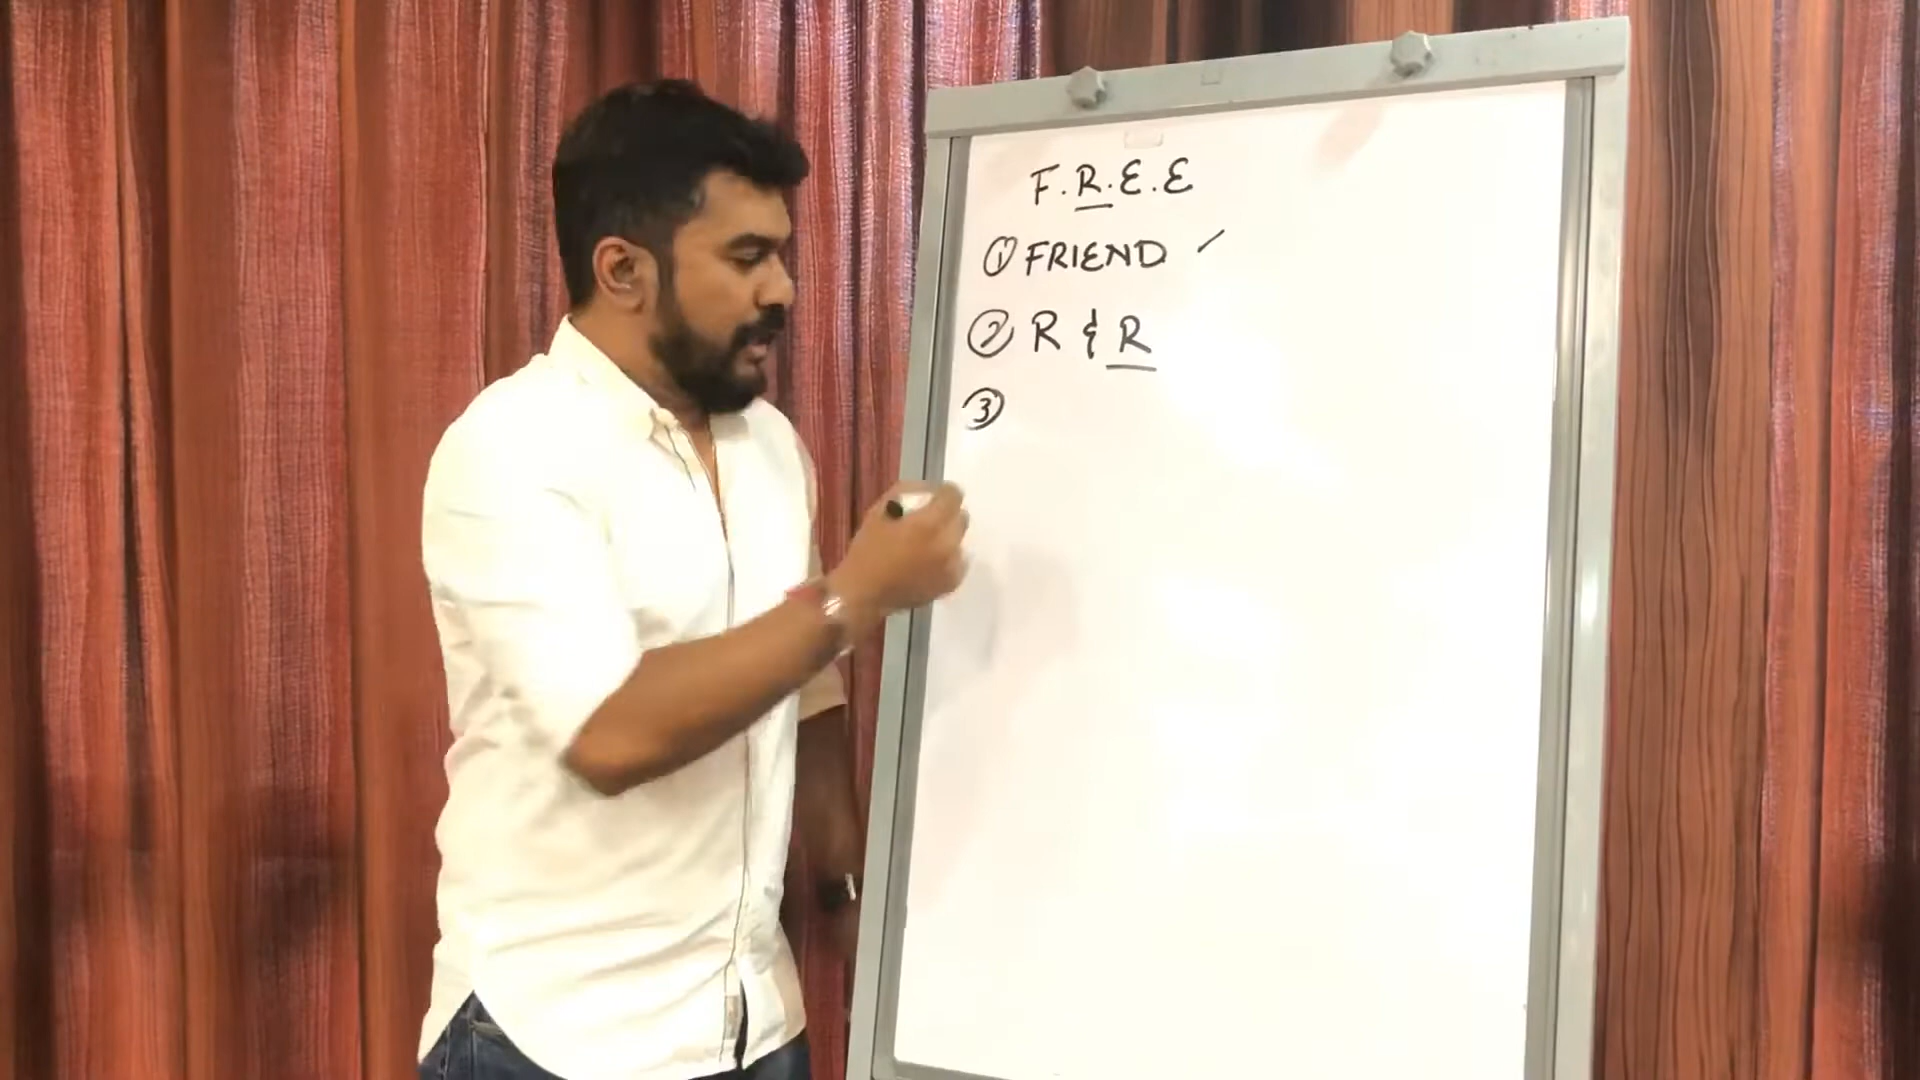 F.R.E.E
① FRIEND
② R & R
③